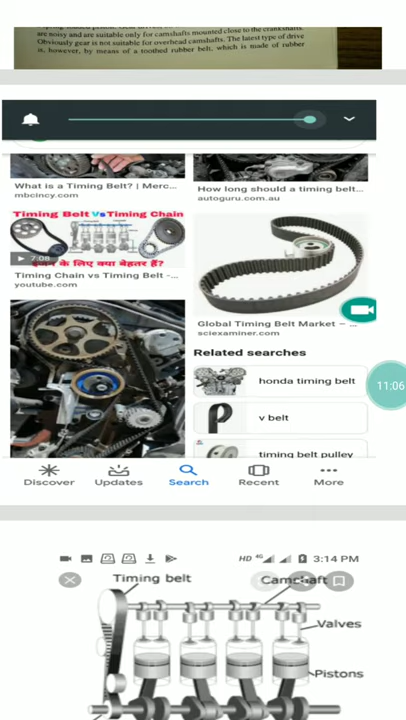 are noisy and are suitable only for camshafts mounted close to the crankshafts.
Obviously gear is not suitable for overhead camshafts. The latest type of drive
is, however, by means of a toothed rubber belt, which is made of rubber
What is a Timing Belt? | Merc...
mbcincy.com
How long should a timing belt...
autoguru.com.au
Timing Belt Vs Timing Chain
इंजन के लिए क्या बेहतर हैं?
7:08
Timing Chain vs Timing Belt -...
youtube.com
Global Timing Belt Market – ...
sciexaminer.com
Related searches
honda timing belt
v belt
timing belt pulley
11:06
Discover
Updates
Search
Recent
More
HD 4G 3:14 PM
Timing belt
Camshaft
Valves
Pistons